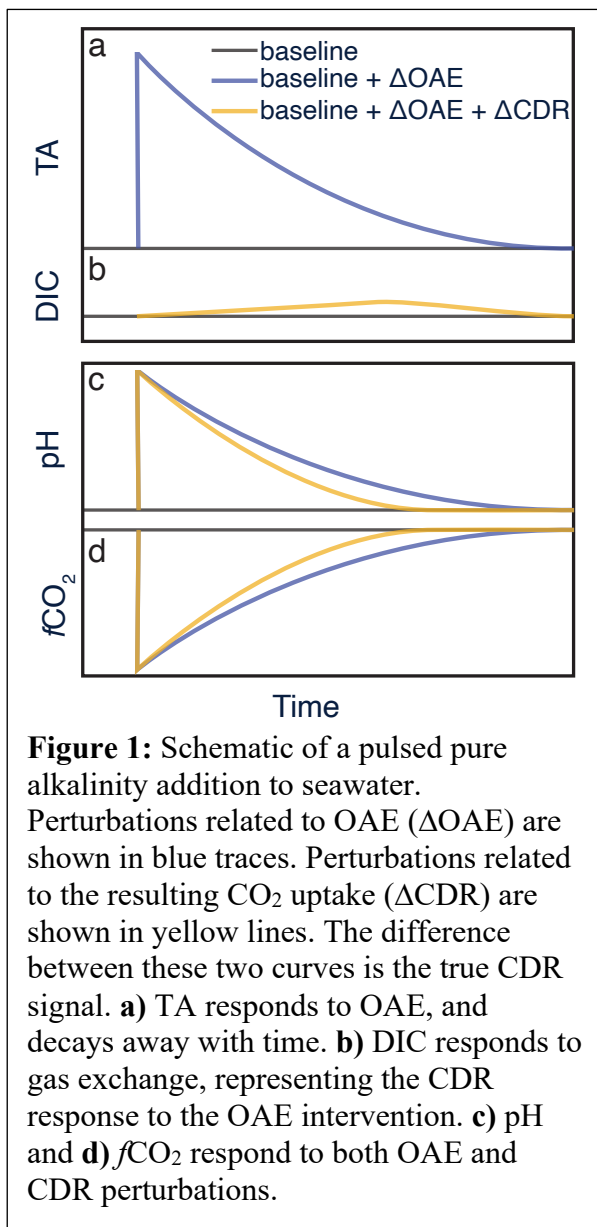 a
baseline
baseline + ΔOAE
baseline + ΔOAE + ΔCDR
TA
b
DIC
c
pH
d
fCO₂
Time
Figure 1: Schematic of a pulsed pure
alkalinity addition to seawater.
Perturbations related to OAE (ΔOAE) are
shown in blue traces. Perturbations related
to the resulting CO₂ uptake (ΔCDR) are
shown in yellow lines. The difference
between these two curves is the true CDR
signal. a) TA responds to OAE, and
decays away with time. b) DIC responds to
gas exchange, representing the CDR
response to the OAE intervention. c) pH
and d) fCO₂ respond to both OAE and
CDR perturbations.